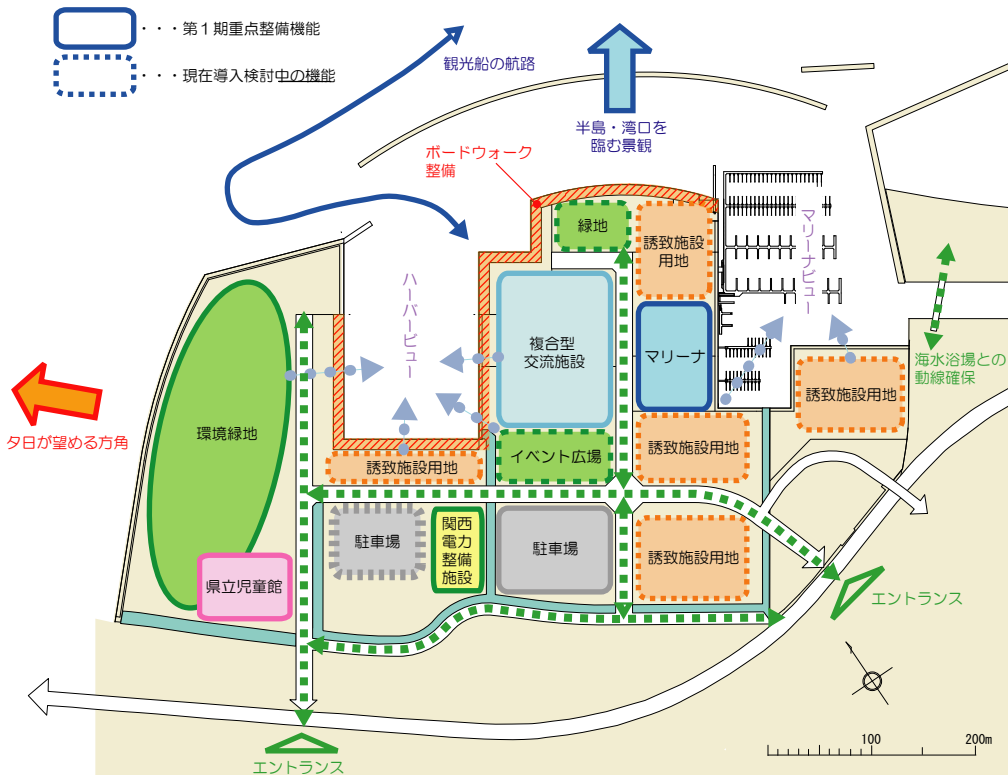 ・・・第１期重点整備機能
・・・現在導入検討中の機能
観光船の航路
半島・湾口を
臨む景観
ボードウォーク
整備
緑地
誘致施設
用地
マリーナビュー
ハーバービュー
複合型
交流施設
マリーナ
海水浴場との
動線確保
誘致施設用地
夕日が望める方角
環境緑地
イベント広場
誘致施設用地
誘致施設用地
駐車場
関西
電力
整備
施設
駐車場
誘致施設用地
県立児童館
エントランス
エントランス
100
200m